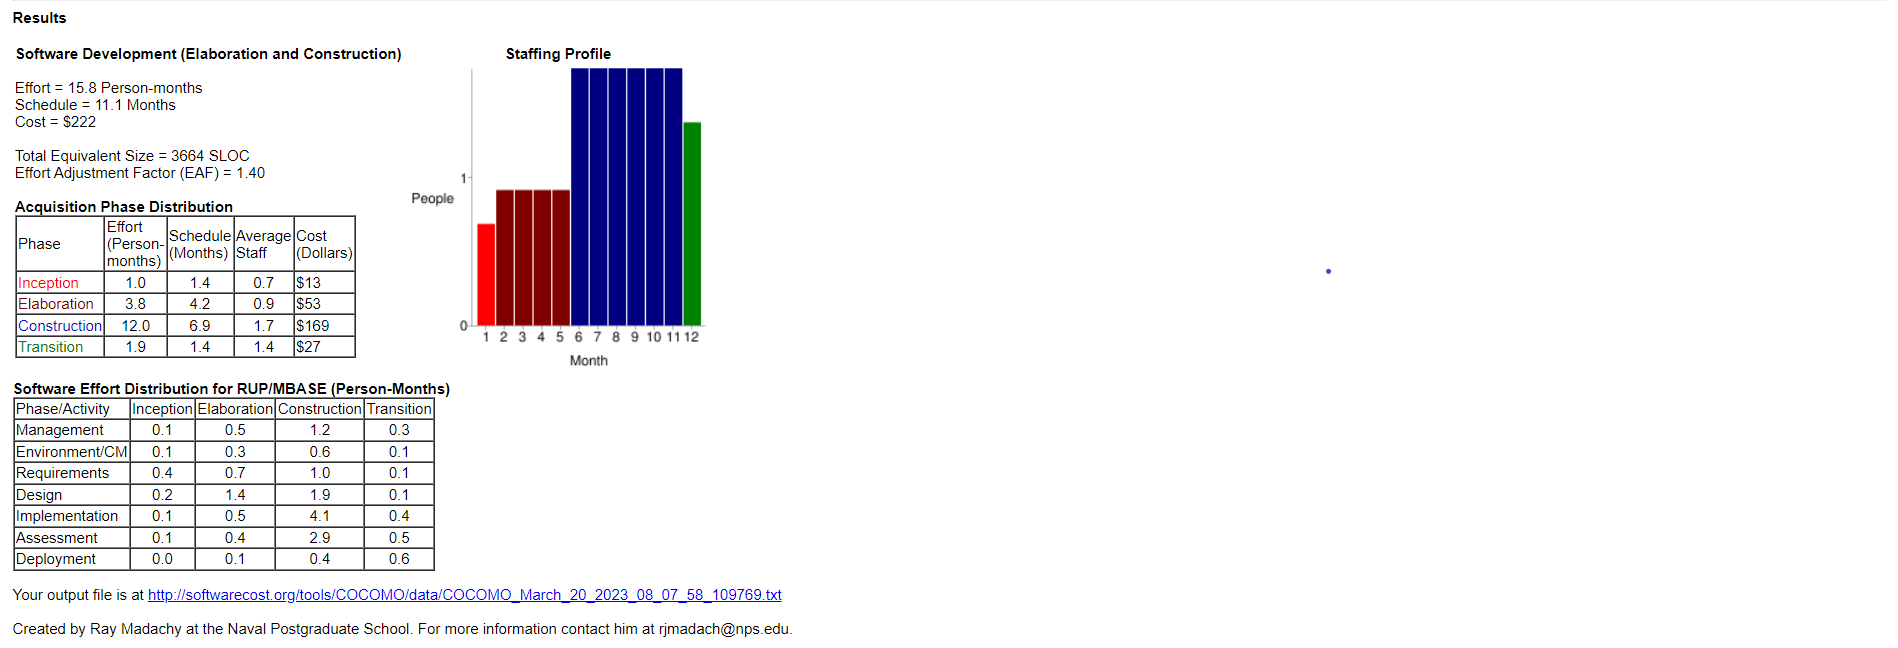 Results
Software Development (Elaboration and Construction)
Effort = 15.8 Person-months
Schedule = 11.1 Months
Cost = $222
Total Equivalent Size = 3664 SLOC
Effort Adjustment Factor (EAF) = 1.40
Acquisition Phase Distribution
Phase Effort (Person-months) Schedule (Months) Average Staff Cost (Dollars)
Inception 1.0 1.4 0.7 $13
Elaboration 3.8 4.2 0.9 $53
Construction 12.0 6.9 1.7 $169
Transition 1.9 1.4 1.4 $27
Staffing Profile
1
People
0
1 2 3 4 5 6 7 8 9 10 11 12
Month
Software Effort Distribution for RUP/MBASE (Person-Months)
Phase/Activity Inception Elaboration Construction Transition
Management 0.1 0.5 1.2 0.3
Environment/CM 0.1 0.3 0.6 0.1
Requirements 0.4 0.7 1.0 0.1
Design 0.2 1.4 1.9 0.1
Implementation 0.1 0.5 4.1 0.4
Assessment 0.1 0.4 2.9 0.5
Deployment 0.0 0.1 0.4 0.6
Your output file is at http://softwarecost.org/tools/COCOMO/data/COCOMO_March_20_2023_08_07_58_109769.txt
Created by Ray Madachy at the Naval Postgraduate School. For more information contact him at rjmadach@nps.edu.